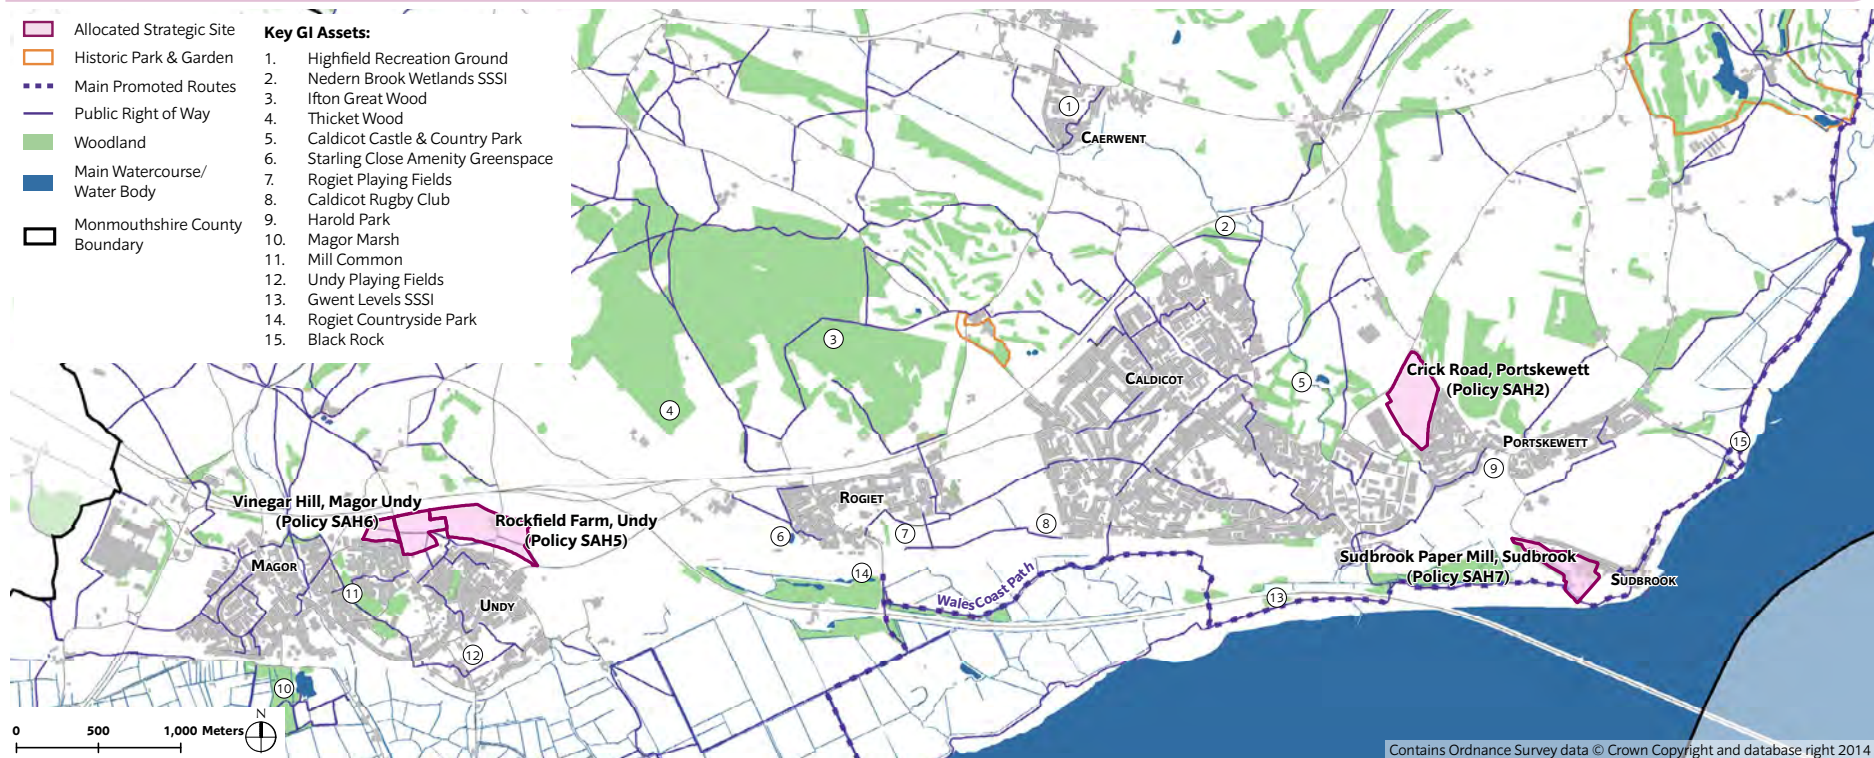 Allocated Strategic Site
Historic Park & Garden
Main Promoted Routes
Public Right of Way
Woodland
Main Watercourse/
Water Body
Monmouthshire County
Boundary
Key GI Assets:
1. Highfield Recreation Ground
2. Nedern Brook Wetlands SSSI
3. Ifton Great Wood
4. Thicket Wood
5. Caldicot Castle & Country Park
6. Starling Close Amenity Greenspace
7. Rogiet Playing Fields
8. Caldicot Rugby Club
9. Harold Park
10. Magor Marsh
11. Mill Common
12. Undy Playing Fields
13. Gwent Levels SSSI
14. Rogiet Countryside Park
15. Black Rock
1
CAERWENT
2
3
4
CALDICOT
5
Crick Road, Portskewett
(Policy SAH2)
PORTSKEWETT
9
15
Vinegar Hill, Magor Undy
(Policy SAH6)
Rockfield Farm, Undy
(Policy SAH5)
ROGIET
6
7
8
MAGOR
11
UNDY
12
10
14
Wales Coast Path
13
Sudbrook Paper Mill, Sudbrook
(Policy SAH7)
SUDBROOK
0 500 1,000 Meters
N
Contains Ordnance Survey data © Crown Copyright and database right 2014